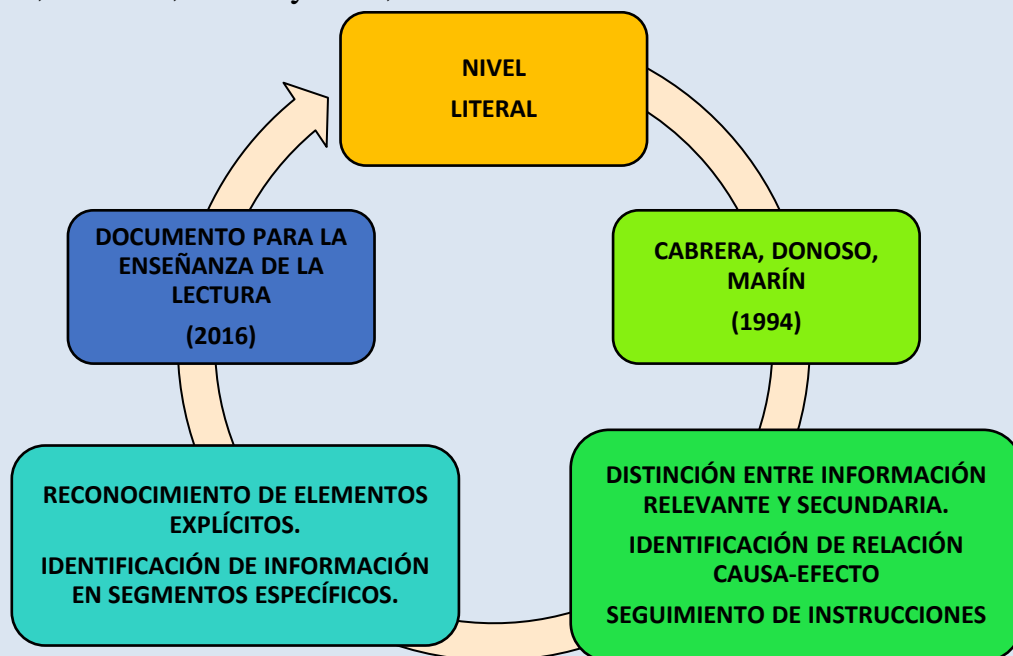 NIVEL
LITERAL
DOCUMENTO PARA LA
ENSEÑANZA DE LA
LECTURA
(2016)
CABRERA, DONOSO,
MARÍN
(1994)
RECONOCIMIENTO DE ELEMENTOS
EXPLÍCITOS.
IDENTIFICACIÓN DE INFORMACIÓN
EN SEGMENTOS ESPECÍFICOS.
DISTINCIÓN ENTRE INFORMACIÓN
RELEVANTE Y SECUNDARIA.
IDENTIFICACIÓN DE RELACIÓN
CAUSA-EFECTO
SEGUIMIENTO DE INSTRUCCIONES